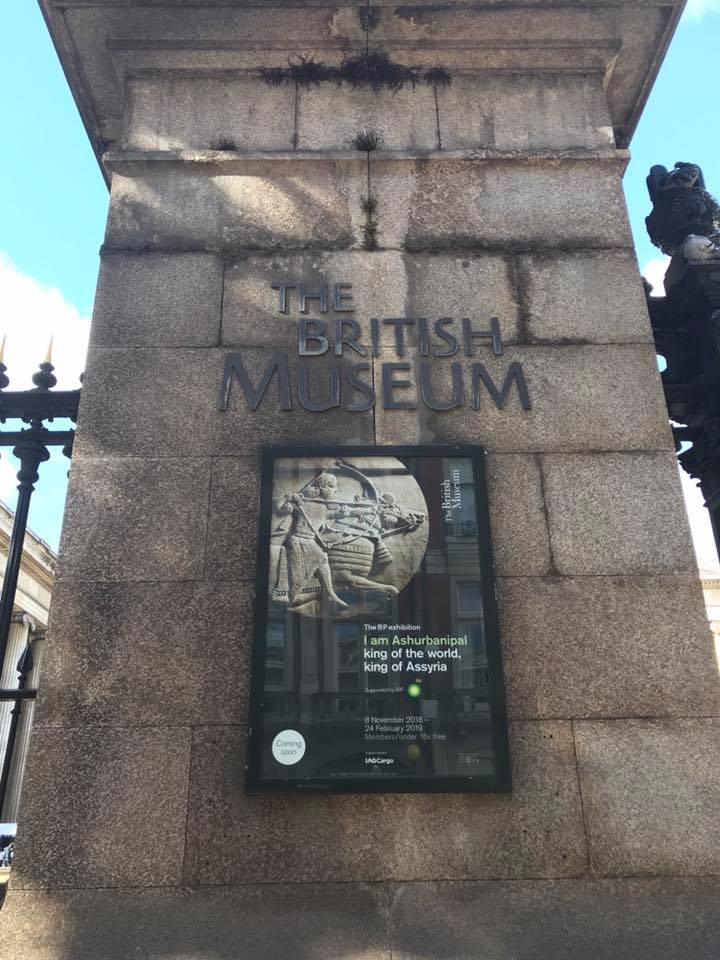 THE
BRITISH
MUSEUM
The British
Museum
The BP exhibition
I am Ashurbanipal
king of the world,
king of Assyria
Supported by BP
bp
8 November 2018 –
24 February 2019
Members/under 16s free
Coming
soon
IAG Cargo